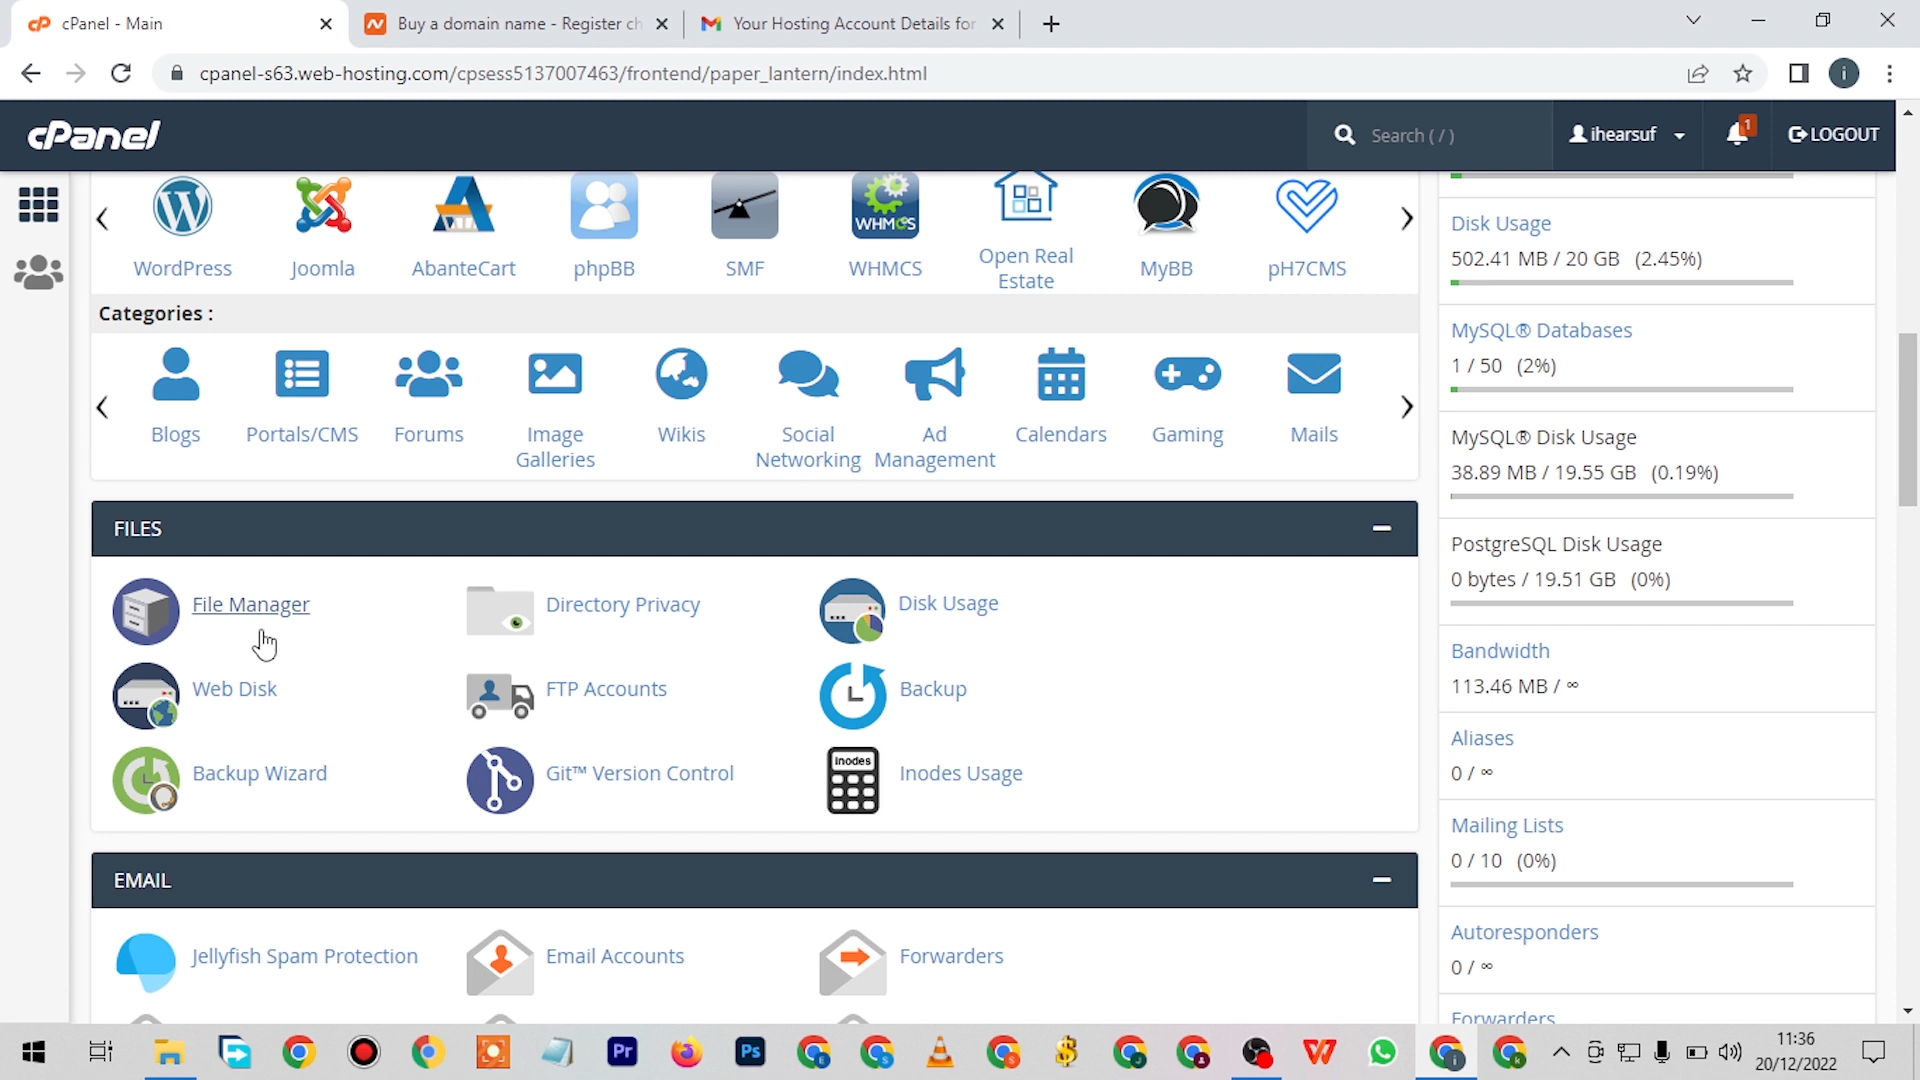 cPanel - Main
Buy a domain name - Register ch
Your Hosting Account Details for
cpanel-s63.web-hosting.com/cpsess5137007463/frontend/paper_lantern/index.html
i
cPanel
Search ( / )
ihearsuf
1
LOGOUT
WHMCS
WordPress
Joomla
AbanteCart
phpBB
SMF
WHMCS
Open Real
Estate
MyBB
pH7CMS
Categories :
Blogs
Portals/CMS
Forums
Image
Galleries
Wikis
Social
Networking
Ad
Management
Calendars
Gaming
Mails
FILES
File Manager
Directory Privacy
Disk Usage
Web Disk
FTP Accounts
Backup
Backup Wizard
Git™ Version Control
Inodes
Inodes Usage
EMAIL
Jellyfish Spam Protection
Email Accounts
Forwarders
Disk Usage
502.41 MB / 20 GB (2.45%)
MySQL® Databases
1 / 50 (2%)
MySQL® Disk Usage
38.89 MB / 19.55 GB (0.19%)
PostgreSQL Disk Usage
0 bytes / 19.51 GB (0%)
Bandwidth
113.46 MB / ∞
Aliases
0 / ∞
Mailing Lists
0 / 10 (0%)
Autoresponders
0 / ∞
Forwarders
Pr
Ps
11:36
20/12/2022